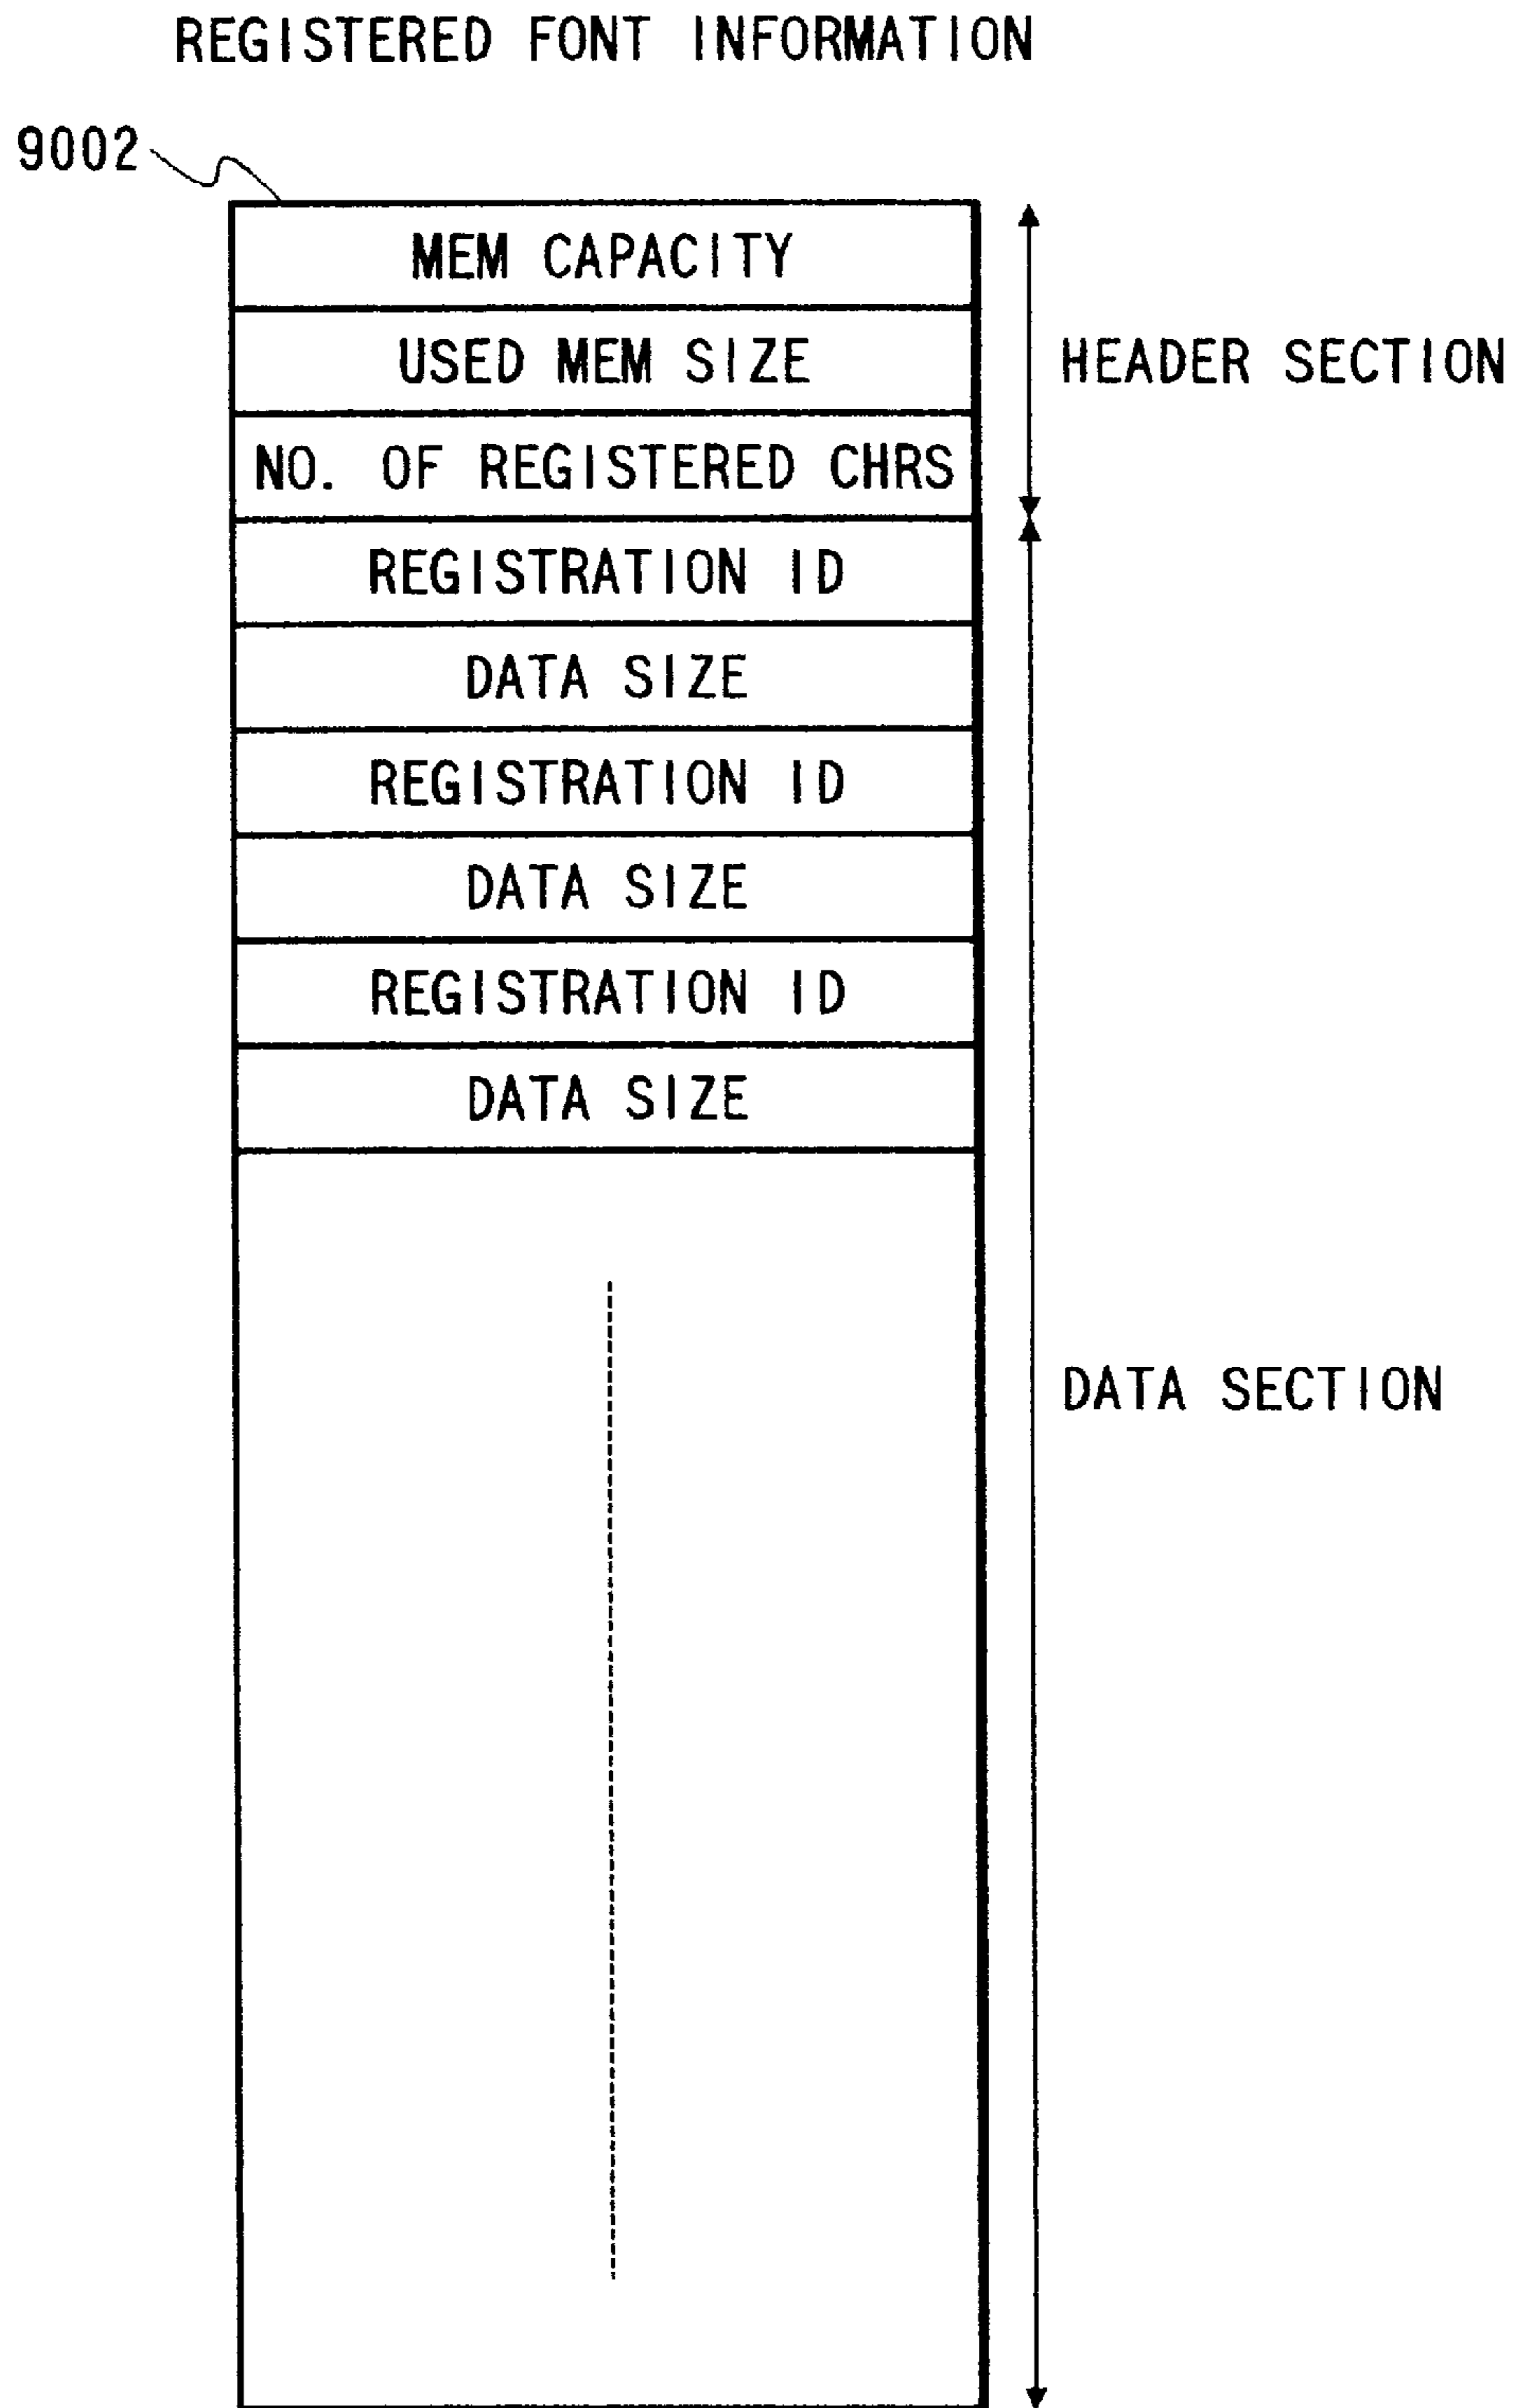 REGISTERED FONT INFORMATION
9002
MEM CAPACITY
USED MEM SIZE
HEADER SECTION
NO. OF REGISTERED CHRS
REGISTRATION ID
DATA SIZE
REGISTRATION ID
DATA SIZE
REGISTRATION ID
DATA SIZE
DATA SECTION